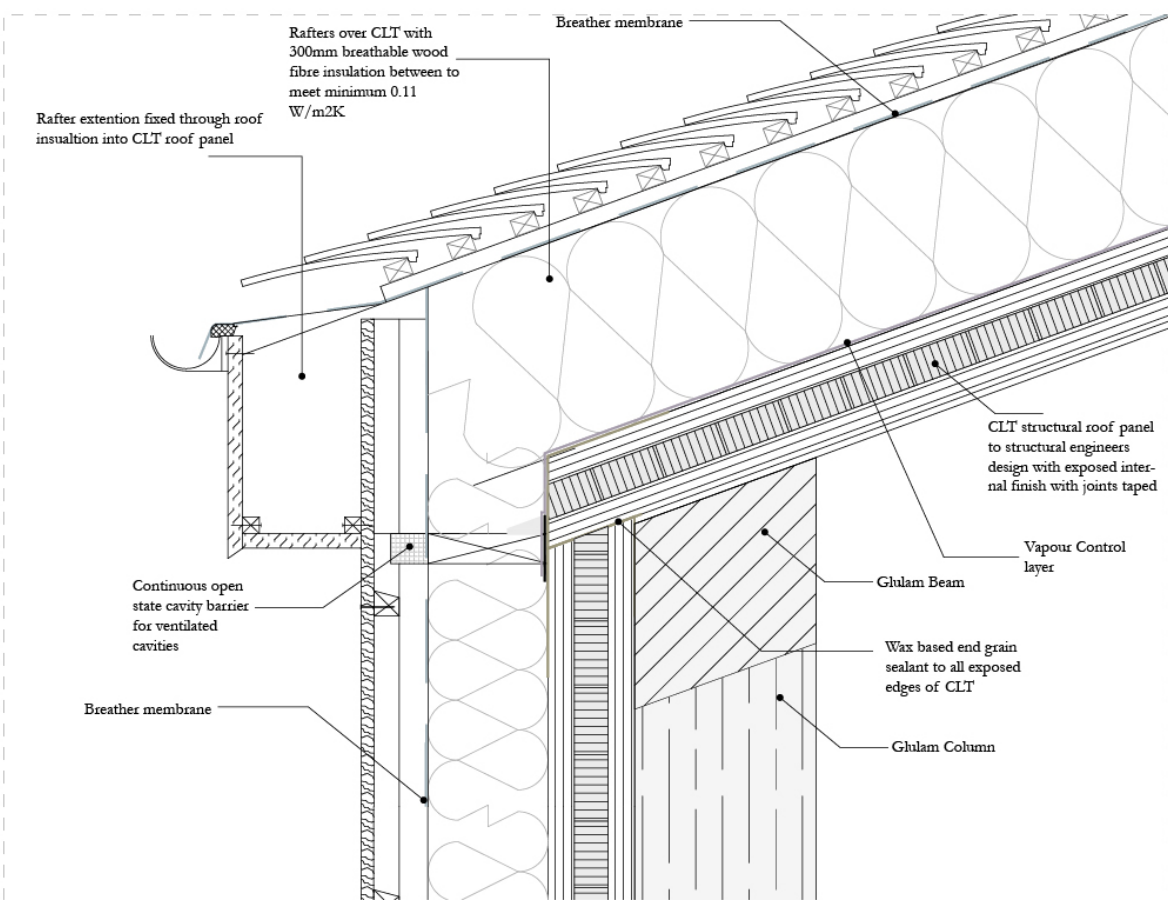 Breather membrane
Rafters over CLT with
300mm breathable wood
fibre insulation between to
meet minimum 0.11
W/m2K
Rafter extention fixed through roof
insualtion into CLT roof panel
CLT structural roof panel
to structural engineers
design with exposed inter-
nal finish with joints taped
Vapour Control
layer
Glulam Beam
Continuous open
state cavity barrier
for ventilated
cavities
Wax based end grain
sealant to all exposed
edges of CLT
Breather membrane
Glulam Column